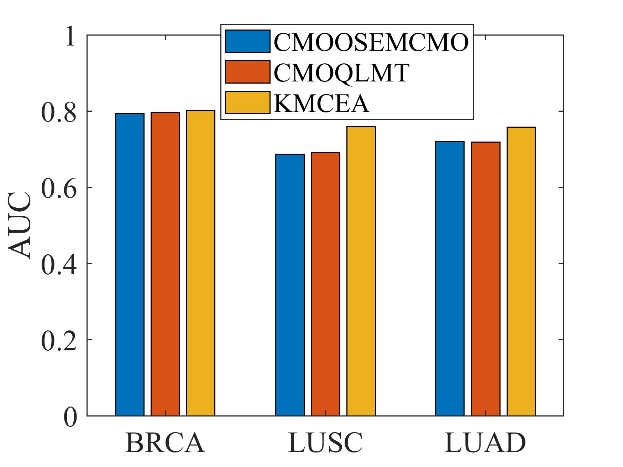 CMOOSEMCMO
CMOQLMT
KMCEA
1
0.8
0.6
0.4
0.2
0
AUC
BRCA LUSC LUAD